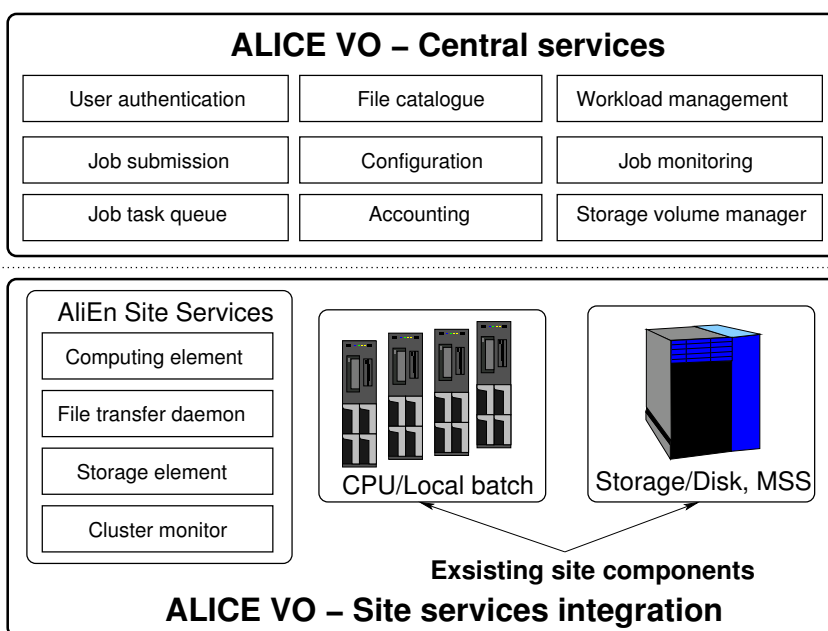 ALICE VO – Central services
User authentication
File catalogue
Workload management
Job submission
Configuration
Job monitoring
Job task queue
Accounting
Storage volume manager
AliEn Site Services
Computing element
File transfer daemon
Storage element
Cluster monitor
CPU/Local batch
Storage/Disk, MSS
Exsisting site components
ALICE VO – Site services integration